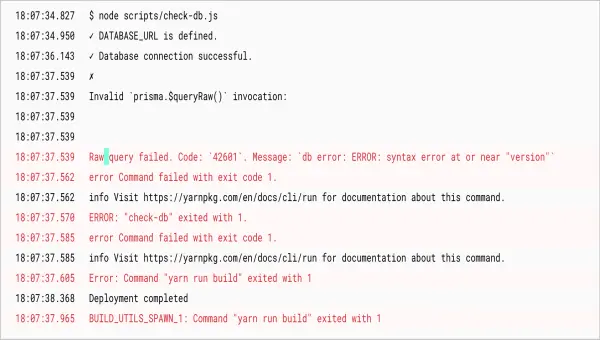 18:07:34.827 $ node scripts/check-db.js
18:07:34.950 ✓ DATABASE_URL is defined.
18:07:36.143 ✓ Database connection successful.
18:07:37.539 ✗
18:07:37.539 Invalid `prisma.$queryRaw()` invocation:
18:07:37.539
18:07:37.539
18:07:37.539 Raw query failed. Code: `42601`. Message: `db error: ERROR: syntax error at or near "version"`
18:07:37.562 error Command failed with exit code 1.
18:07:37.562 info Visit https://yarnpkg.com/en/docs/cli/run for documentation about this command.
18:07:37.570 ERROR: "check-db" exited with 1.
18:07:37.585 error Command failed with exit code 1.
18:07:37.585 info Visit https://yarnpkg.com/en/docs/cli/run for documentation about this command.
18:07:37.605 Error: Command "yarn run build" exited with 1
18:07:38.368 Deployment completed
18:07:37.965 BUILD_UTILS_SPAWN_1: Command "yarn run build" exited with 1